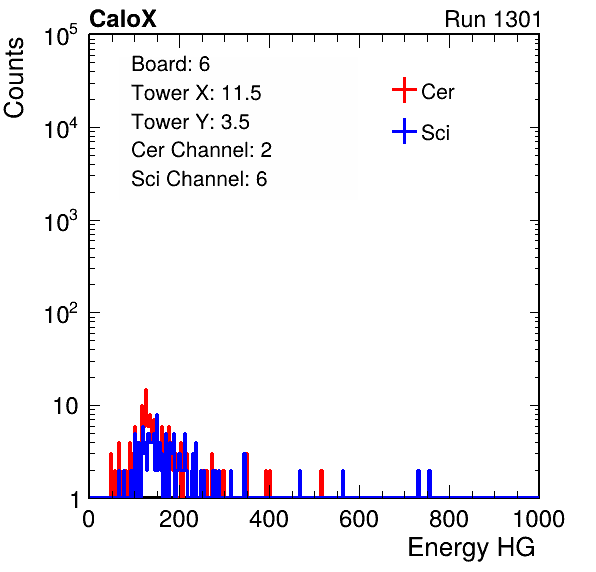 CaloX Run 1301
Counts
10^5
10^4
10^3
10^2
10
1
Board: 6
Tower X: 11.5
Tower Y: 3.5
Cer Channel: 2
Sci Channel: 6
Cer
Sci
0 200 400 600 800 1000
Energy HG